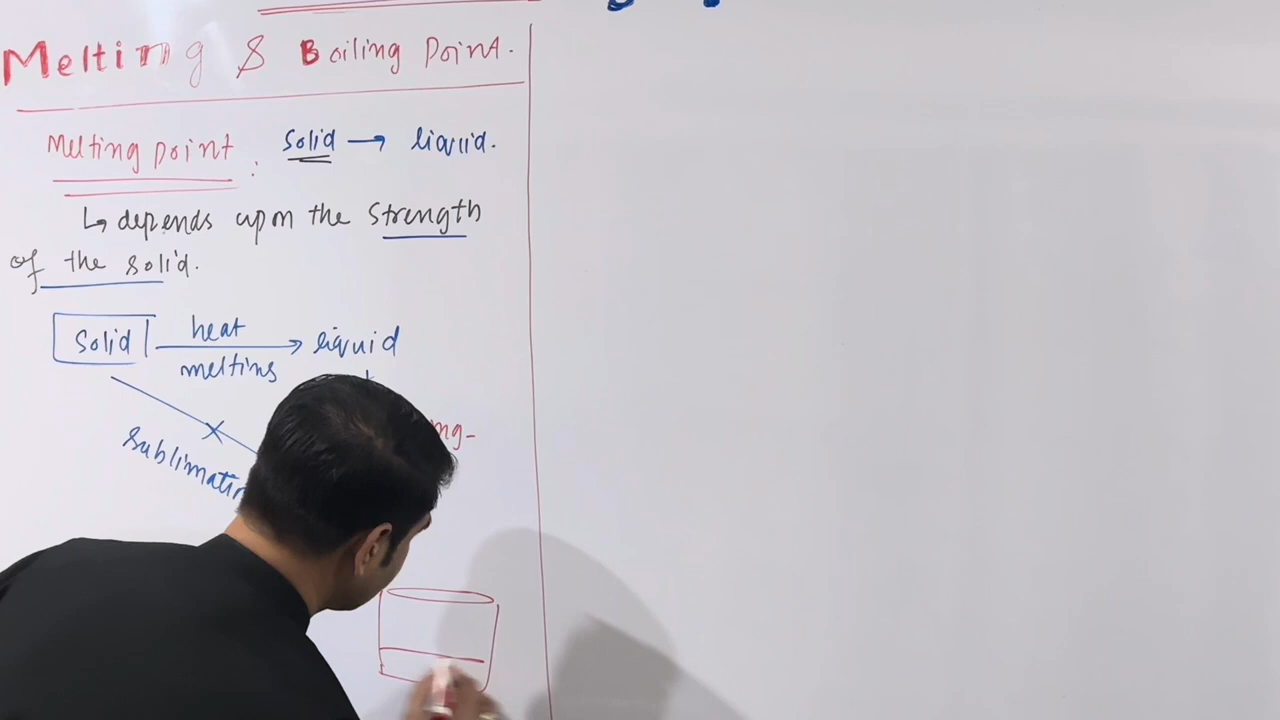 Melting & Boiling Point.
Melting point : Solid → liquid.
↳ depends upon the strength
of the solid.
Solid heat → liquid
melting
Sublimation